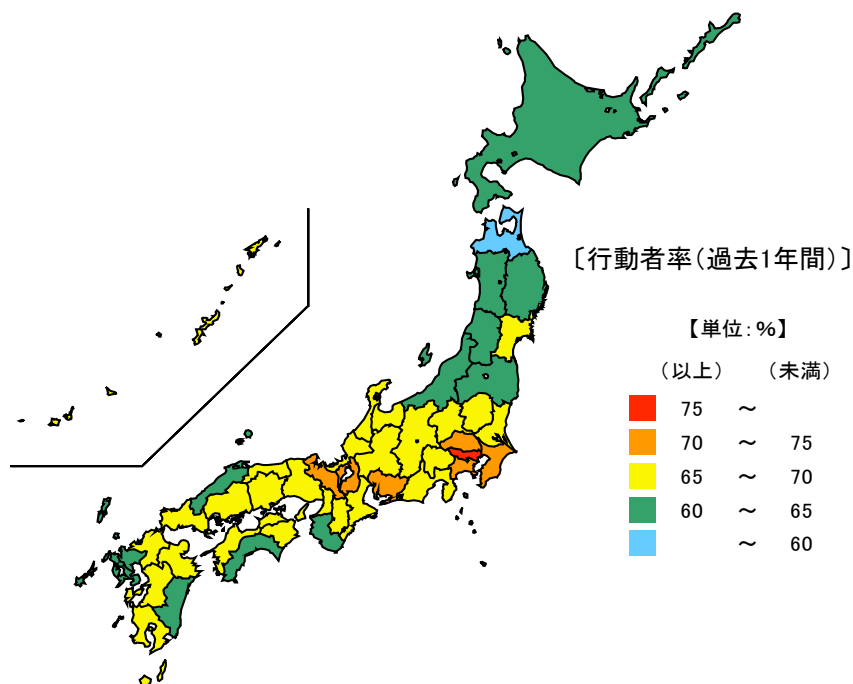 〔行動者率(過去1年間)〕
【単位:%】
(以上) (未満)
75 ~
70 ~ 75
65 ~ 70
60 ~ 65
~ 60